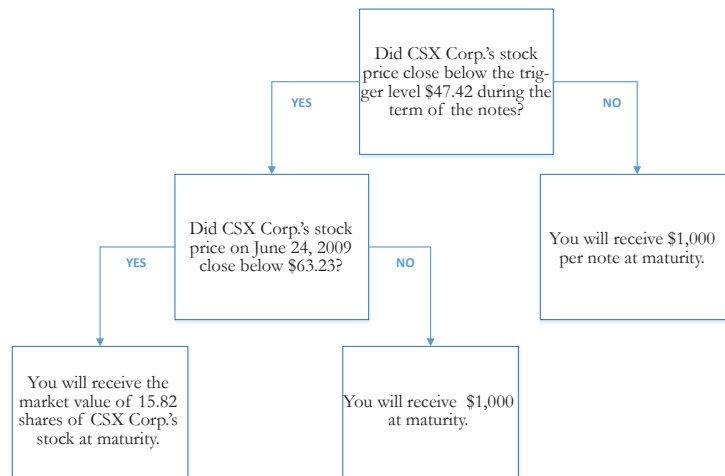 Did CSX Corp.'s stock
price close below the trig-
ger level $47.42 during the
term of the notes?
YES
NO
Did CSX Corp.'s stock
price on June 24, 2009
close below $63.23?
You will receive $1,000
per note at maturity.
YES
NO
You will receive the
market value of 15.82
shares of CSX Corp.'s
stock at maturity.
You will receive $1,000
at maturity.